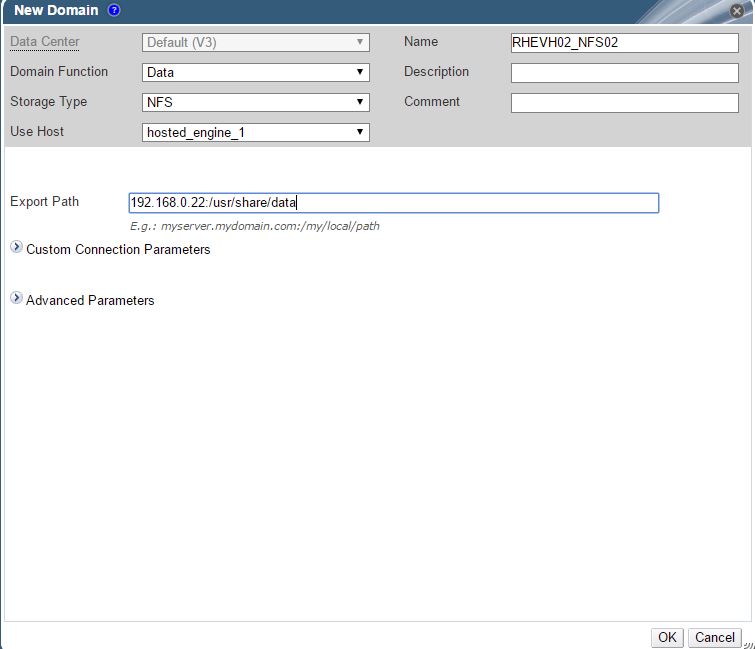 New Domain ?
Data Center Default (V3) Name RHEVH02_NFS02
Domain Function Data Description
Storage Type NFS Comment
Use Host hosted_engine_1
Export Path 192.168.0.22:/usr/share/data
E.g.: myserver.mydomain.com:/my/local/path
Custom Connection Parameters
Advanced Parameters
OK Cancel